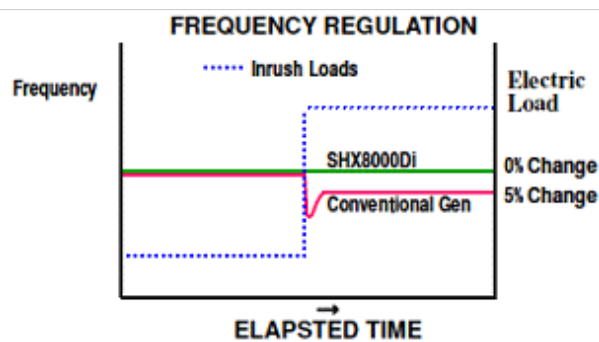 FREQUENCY REGULATION
Inrush Loads
Frequency
Electric
Load
SHX8000Di
0% Change
5% Change
Conventional Gen
→
ELAPSTED TIME